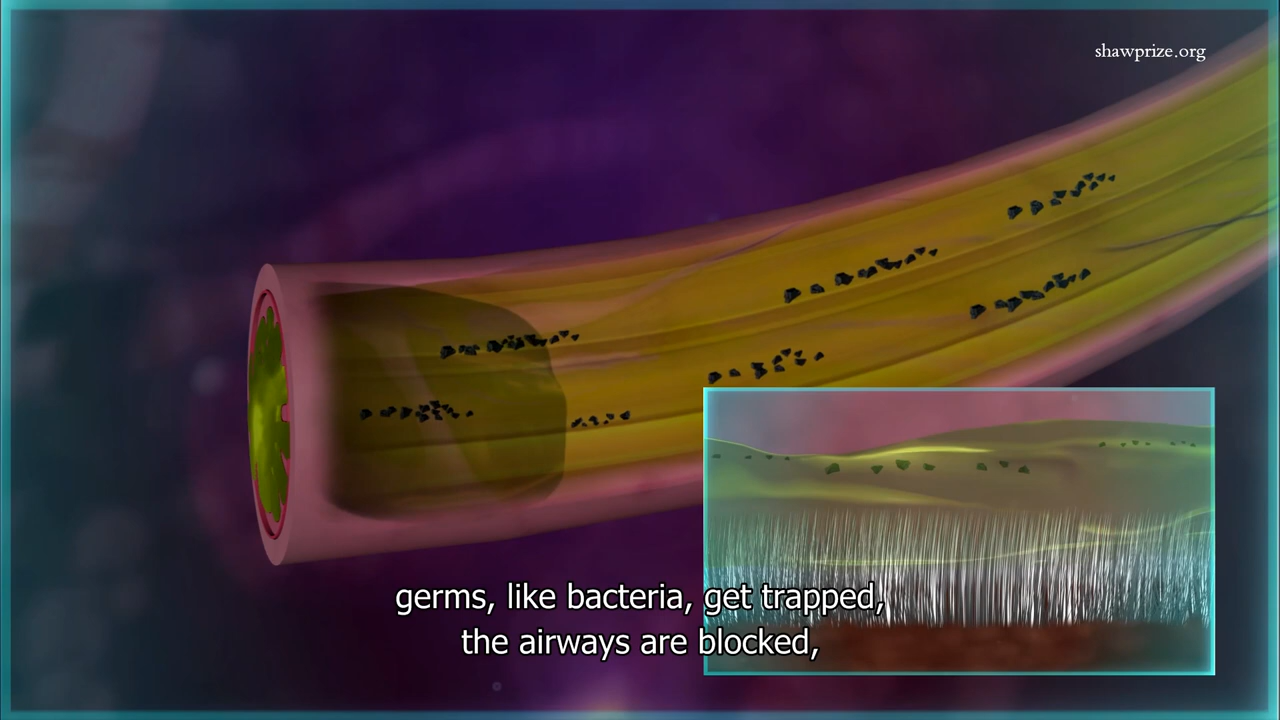 shawprize.org
germs, like bacteria, get trapped,
the airways are blocked,